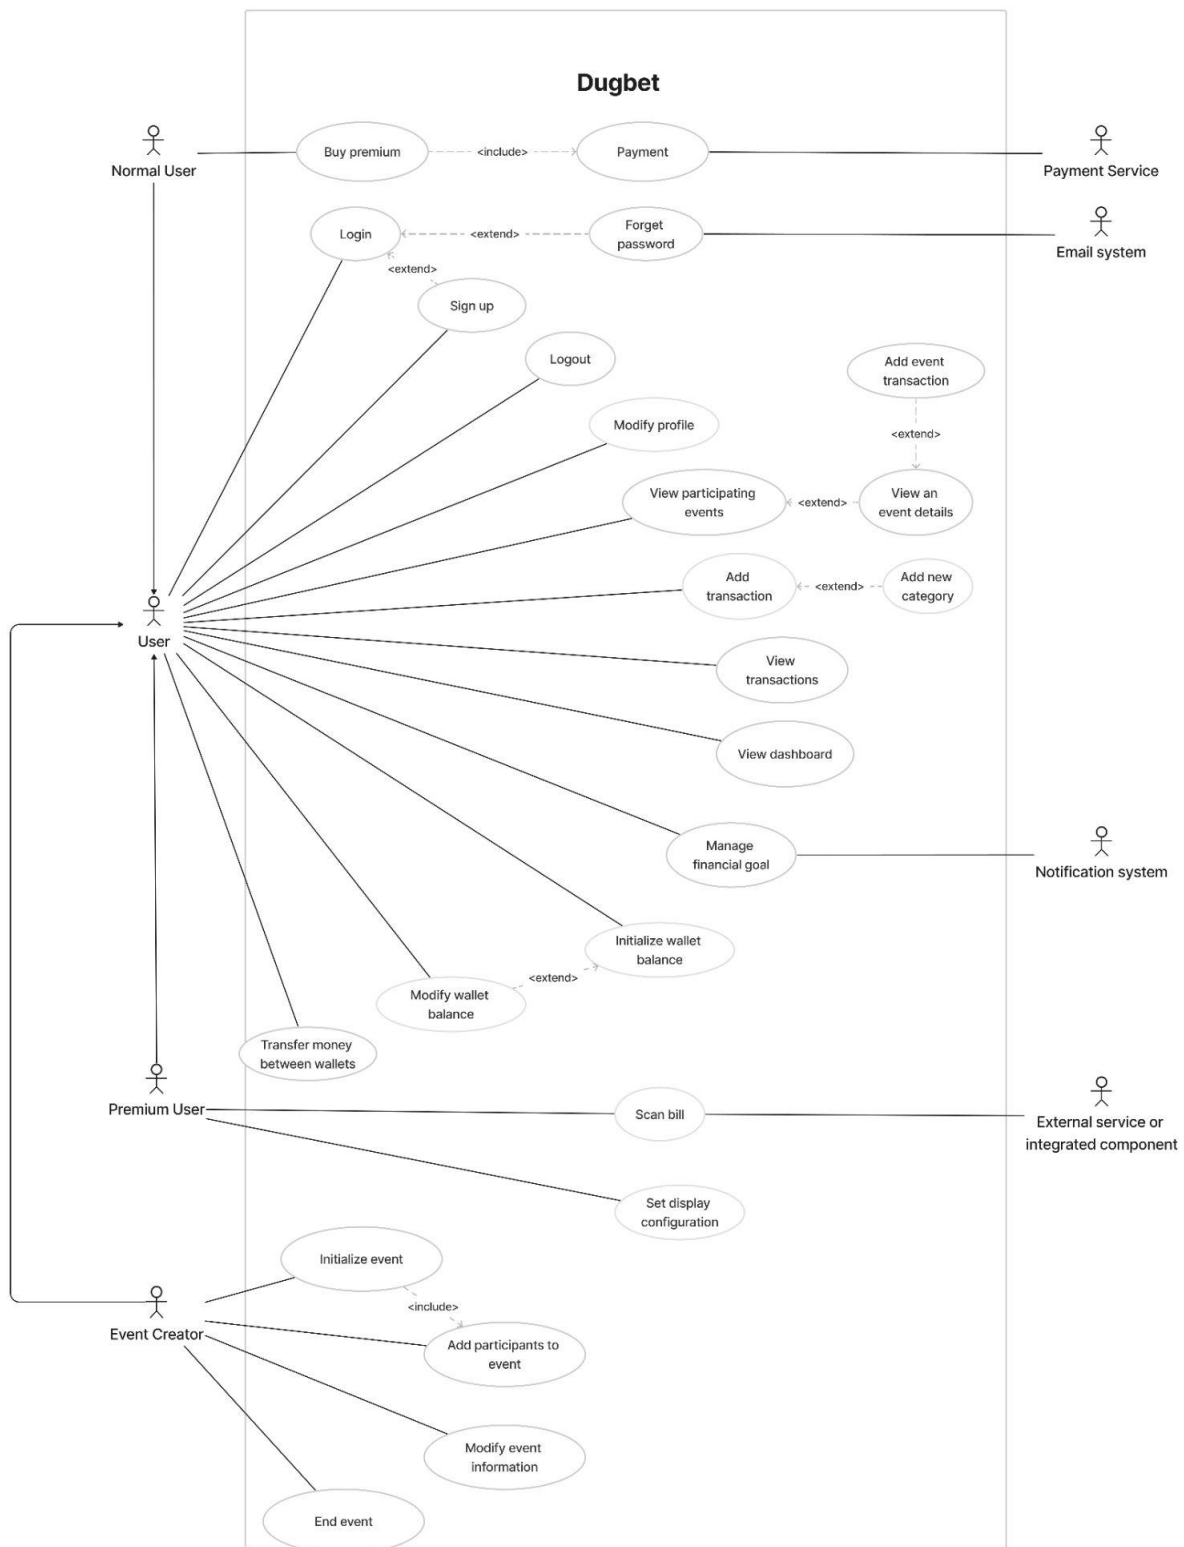 Dugbet
Normal User
Buy premium
<include>
Payment
Payment Service
Login
<extend>
Forget
password
Email system
<extend>
Sign up
Logout
Add event
transaction
<extend>
Modify profile
View participating
events
<extend>
View an
event details
Add
transaction
<extend>
Add new
category
User
View
transactions
View dashboard
Manage
financial goal
Notification system
Initialize wallet
balance
<extend>
Modify wallet
balance
Transfer money
between wallets
Premium User
Scan bill
External service or
integrated component
Set display
configuration
Initialize event
<include>
Event Creator
Add participants to
event
Modify event
information
End event